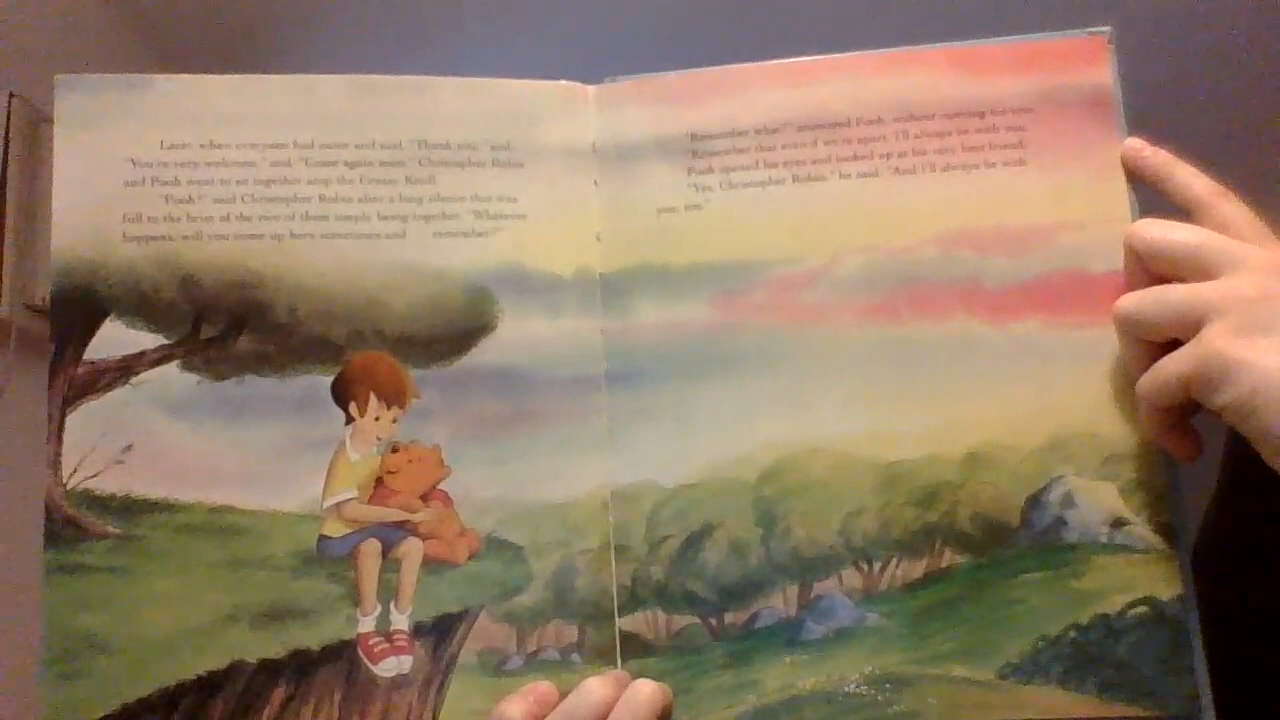 Later, when everyone had eaten and said, "Thank you," and,
"You're very welcome," and, "Come again soon," Christopher Robin
and Pooh went to sit together atop the Grassy Knoll.
"Pooh?" said Christopher Robin after a long silence that was
full to the brim of the two of them simply being together. "Whatever
happens, will you come up here sometimes and remember?"
"Remember what?" answered Pooh, without opening his eyes.
"Remember that even if we're apart, I'll always be with you."
Pooh opened his eyes and looked up at his very best friend.
"Yes, Christopher Robin," he said. "And I'll always be with
you, too."